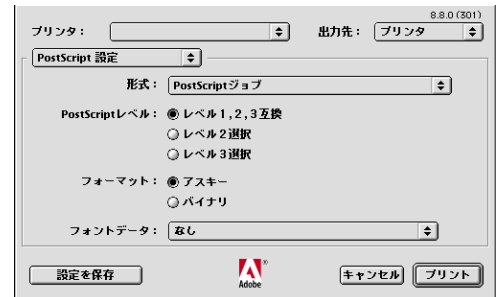 8.8.0 (301)
プリンタ： 出力先： プリンタ
PostScript 設定
形式： PostScriptジョブ
PostScriptレベル： レベル 1 , 2 , 3 互換
レベル 2 選択
レベル 3 選択
フォーマット： アスキー
バイナリ
フォントデータ： なし
設定を保存 Adobe キャンセル プリント